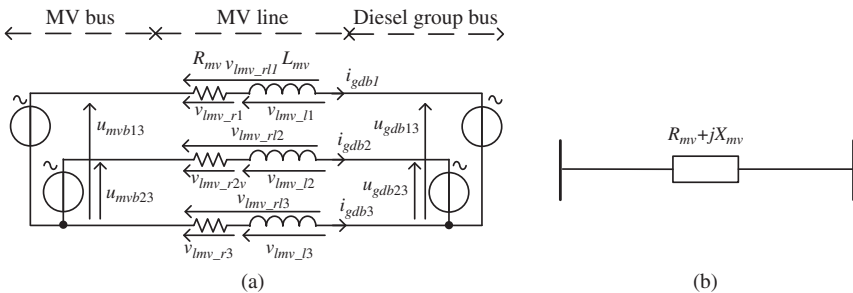 MV bus MV line Diesel group bus
R_mv v_lmv_rl1 L_mv
i_gdb1
~ ~
v_lmv_r1 v_lmv_l1
u_mvb13 v_lmv_rl2 u_gdb13
i_gdb2
~ ~
v_lmv_r2v v_lmv_l2
u_mvb23 u_gdb23
v_lmv_rl3
i_gdb3
v_lmv_r3 v_lmv_l3
(a)
R_mv+jX_mv
(b)